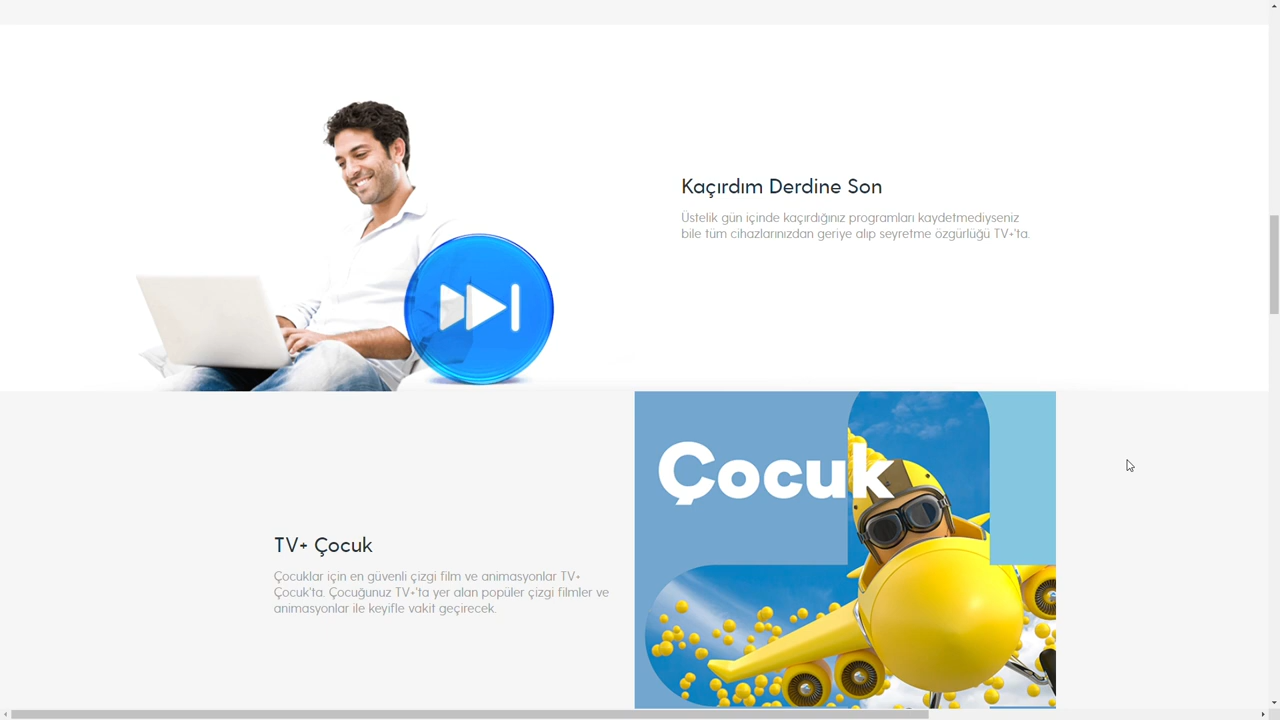 Kaçırdım Derdine Son
Üstelik gün içinde kaçırdığınız programları kaydetmediyseniz
bile tüm cihazlarınızdan geriye alıp seyretme özgürlüğü TV+'ta.
Çocuk
TV+ Çocuk
Çocuklar için en güvenli çizgi film ve animasyonlar TV+
Çocuk'ta. Çocuğunuz TV+'ta yer alan popüler çizgi filmler ve
animasyonlar ile keyifle vakit geçirecek.